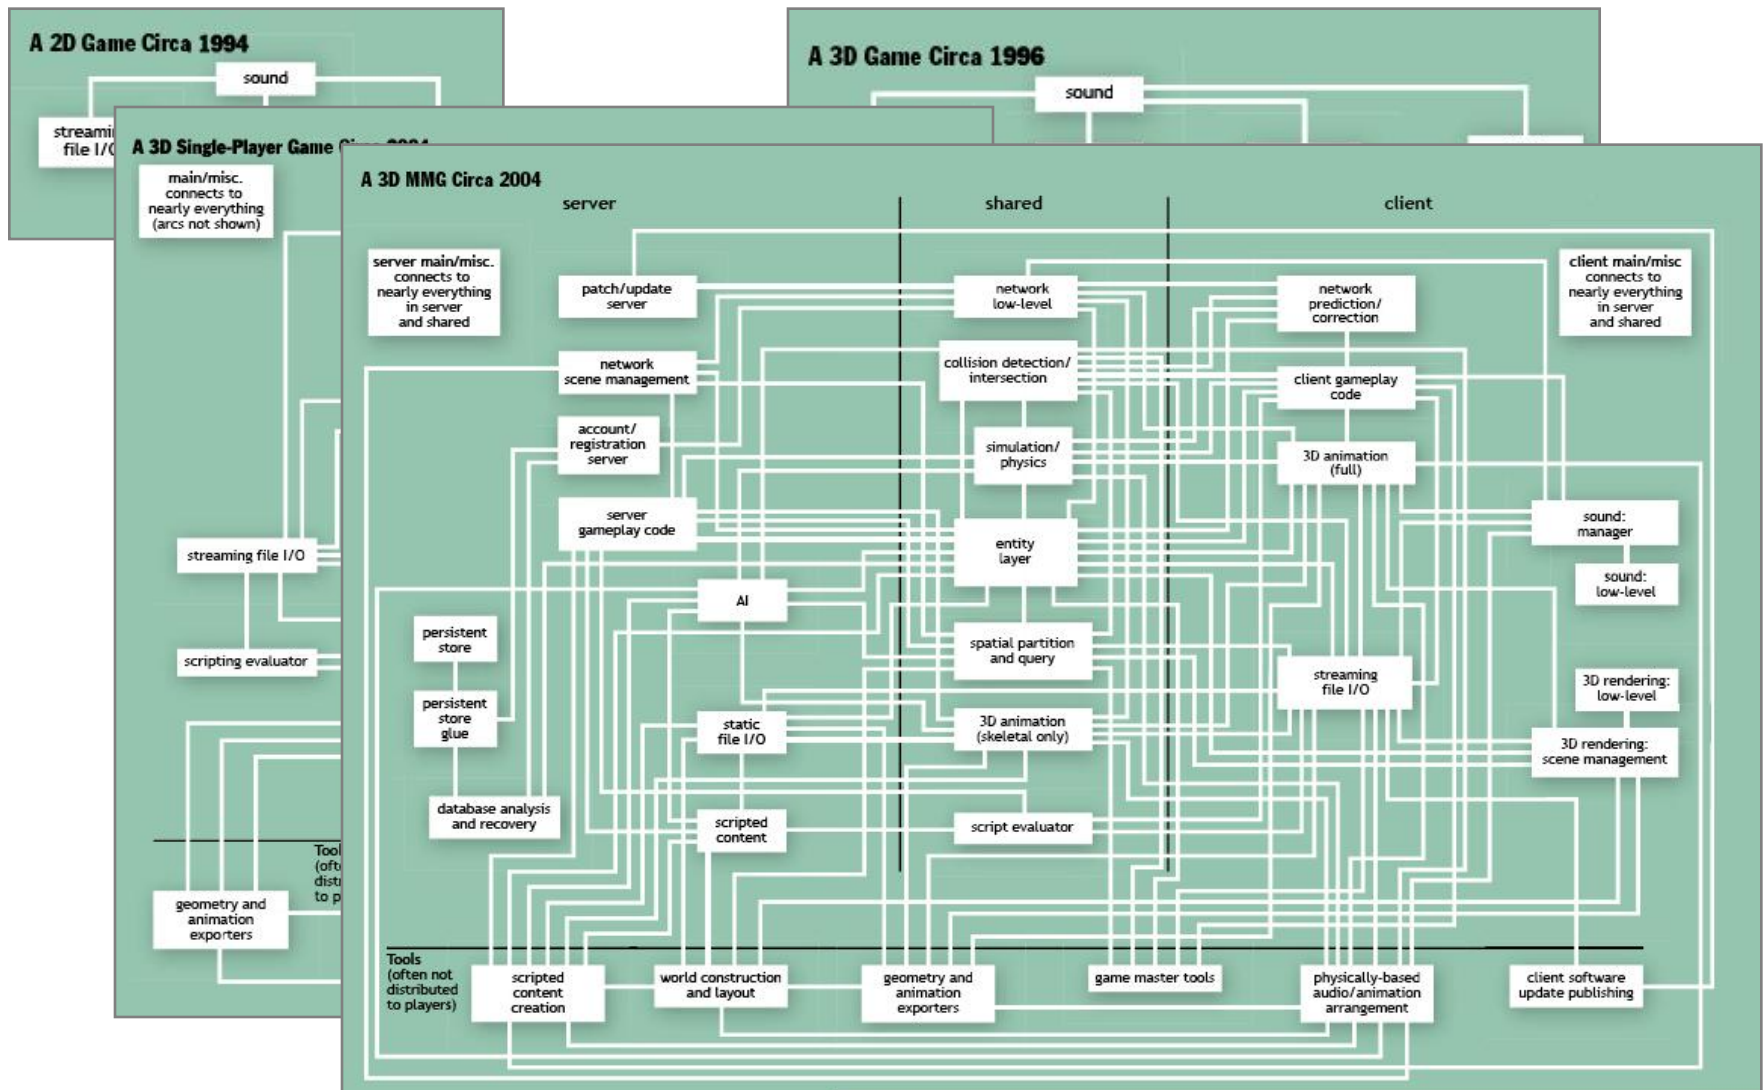 A 2D Game Circa 1994
sound
file I/O
A 3D Game Circa 1996
sound
A 3D Single-Player Game
main/misc.
connects to
nearly everything
(arcs not shown)
streaming file I/O
scripting evaluator
geometry and
animation
exporters
to
A 3D MMG Circa 2004
server
shared
client
server main/misc.
connects to
nearly everything
in server
and shared
patch/update
server
network
low-level
network
prediction/
correction
client main/misc
connects to
nearly everything
in server
and shared
network
scene management
collision detection/
intersection
client gameplay
code
account/
registration
server
simulation/
physics
3D animation
(full)
server
gameplay code
entity
layer
sound:
manager
sound:
low-level
AI
persistent
store
spatial partition
and query
streaming
file I/O
3D rendering:
low-level
persistent
store
glue
static
file I/O
3D animation
(skeletal only)
3D rendering:
scene management
database analysis
and recovery
scripted
content
script evaluator
Tools
(often not
distributed
to players)
scripted
content
creation
world construction
and layout
geometry and
animation
exporters
game master tools
physically-based
audio/animation
arrangement
client software
update publishing